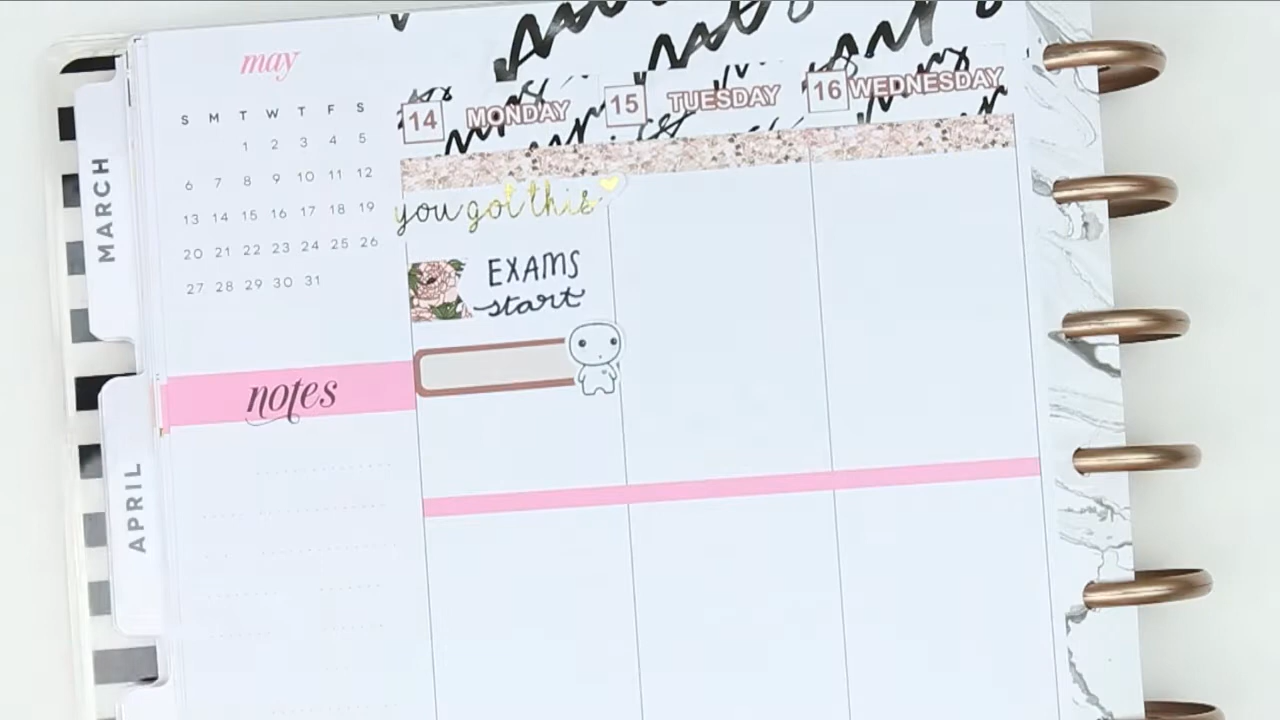 may
S M T W T F S
1 2 3 4 5
6 7 8 9 10 11 12
13 14 15 16 17 18 19
20 21 22 23 24 25 26
27 28 29 30 31
MARCH
notes
APRIL
14 MONDAY
15 TUESDAY
16 WEDNESDAY
you got this
EXAMS
start